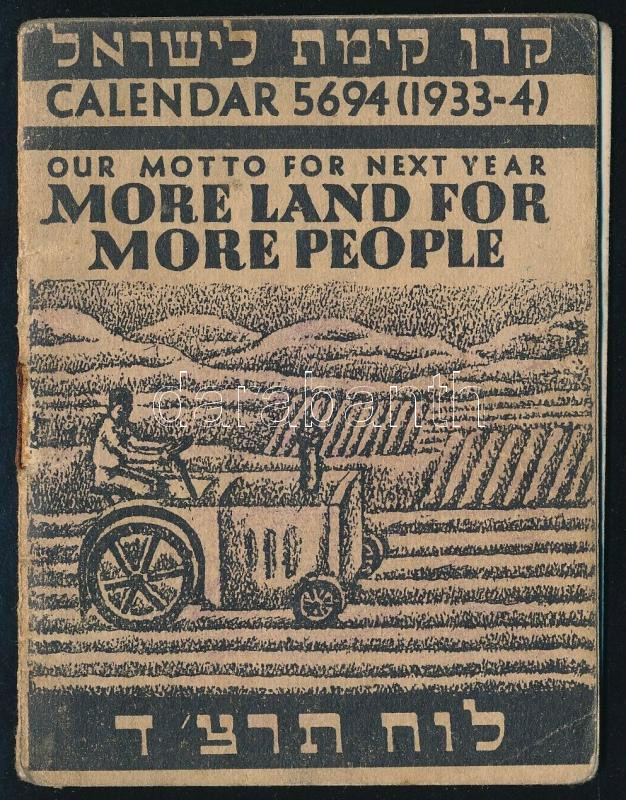 קרן קימת לישראל
CALENDAR 5694 (1933-4)
OUR MOTTO FOR NEXT YEAR
MORE LAND FOR
MORE PEOPLE
darabanth
לוח תרצ׳ד